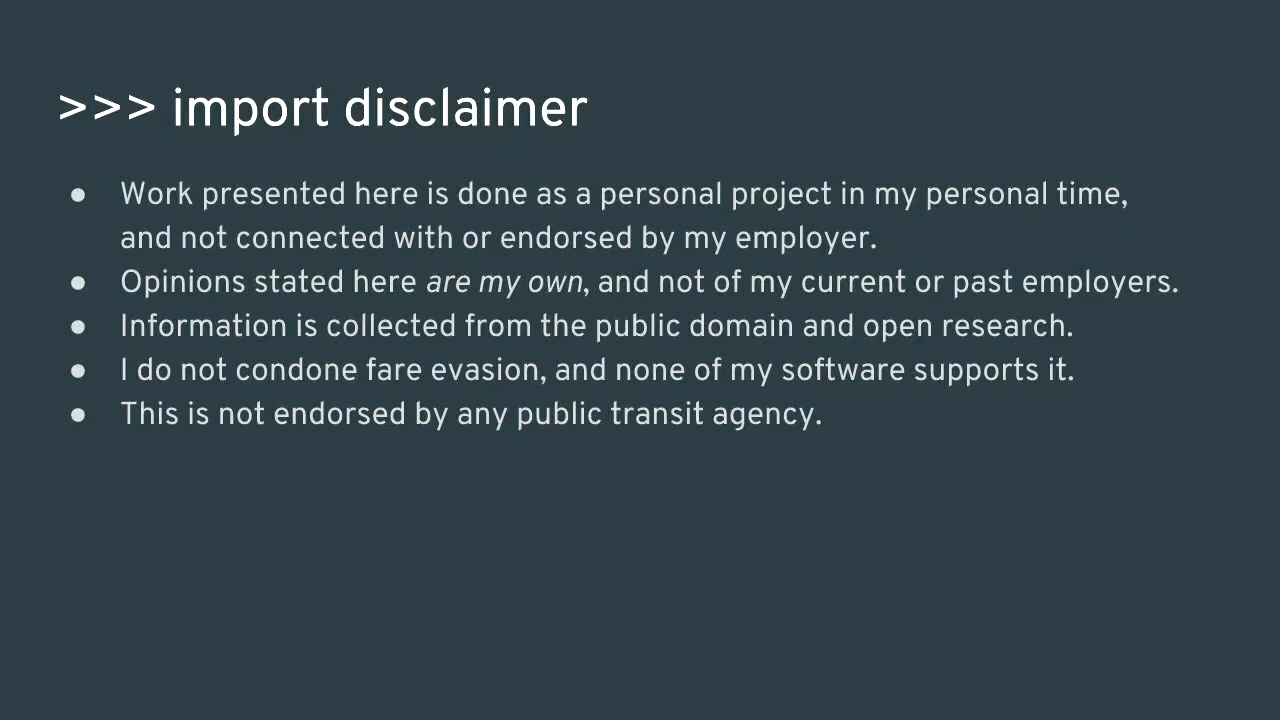 >>> import disclaimer
● Work presented here is done as a personal project in my personal time,
and not connected with or endorsed by my employer.
● Opinions stated here are my own, and not of my current or past employers.
● Information is collected from the public domain and open research.
● I do not condone fare evasion, and none of my software supports it.
● This is not endorsed by any public transit agency.